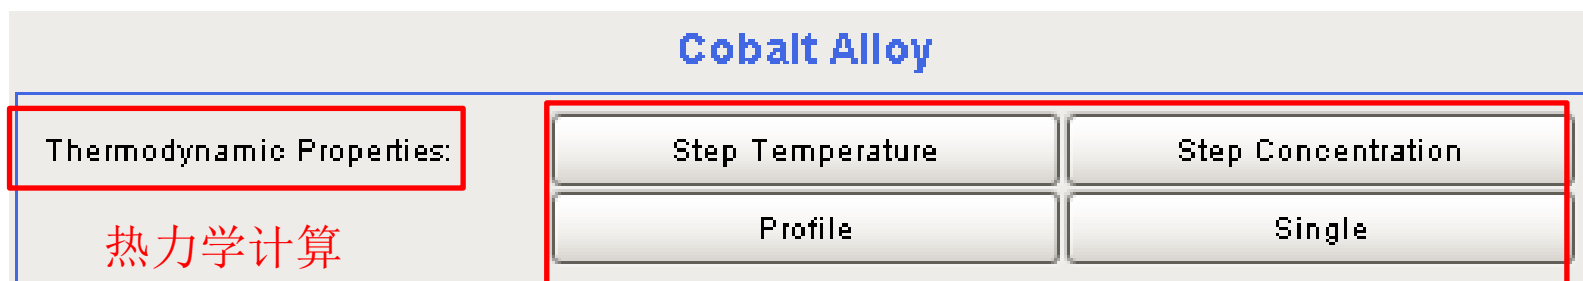 Cobalt Alloy
Thermodynamic Properties: Step Temperature Step Concentration
Profile Single
热力学计算